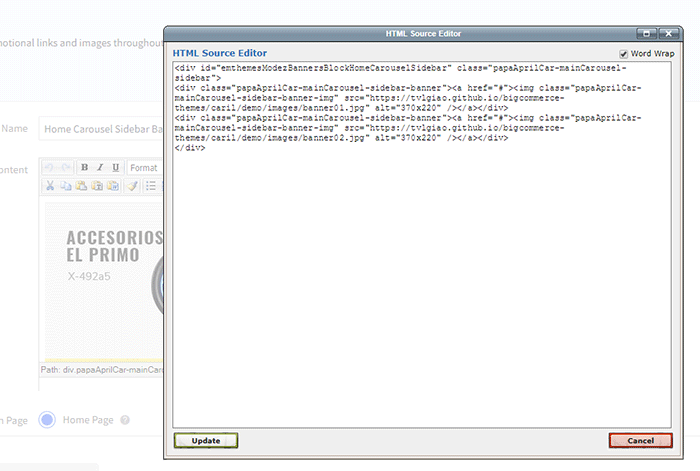 HTML Source Editor
otional links and images throughou
HTML Source Editor
Word Wrap
<div id="emthemesModezBannersBlockHomeCarouselSidebar" class="papaAprilCar-mainCarousel-
sidebar">
<div class="papaAprilCar-mainCarousel-sidebar-banner"><a href="#"><img class="papaAprilCar-
mainCarousel-sidebar-banner-img" src="https://tvlgiao.github.io/bigcommerce-
themes/caril/demo/images/banner01.jpg" alt="370x220" /></a></div>
<div class="papaAprilCar-mainCarousel-sidebar-banner"><a href="#"><img class="papaAprilCar-
mainCarousel-sidebar-banner-img" src="https://tvlgiao.github.io/bigcommerce-
themes/caril/demo/images/banner02.jpg" alt="370x220" /></a></div>
</div>
Name
Home Carousel Sidebar Ba
ontent
B I U Format
ACCESORIOS
EL PRIMO
X-492a5
Path: div.papaAprilCar-mainCaro
n Page
Home Page
Update
Cancel